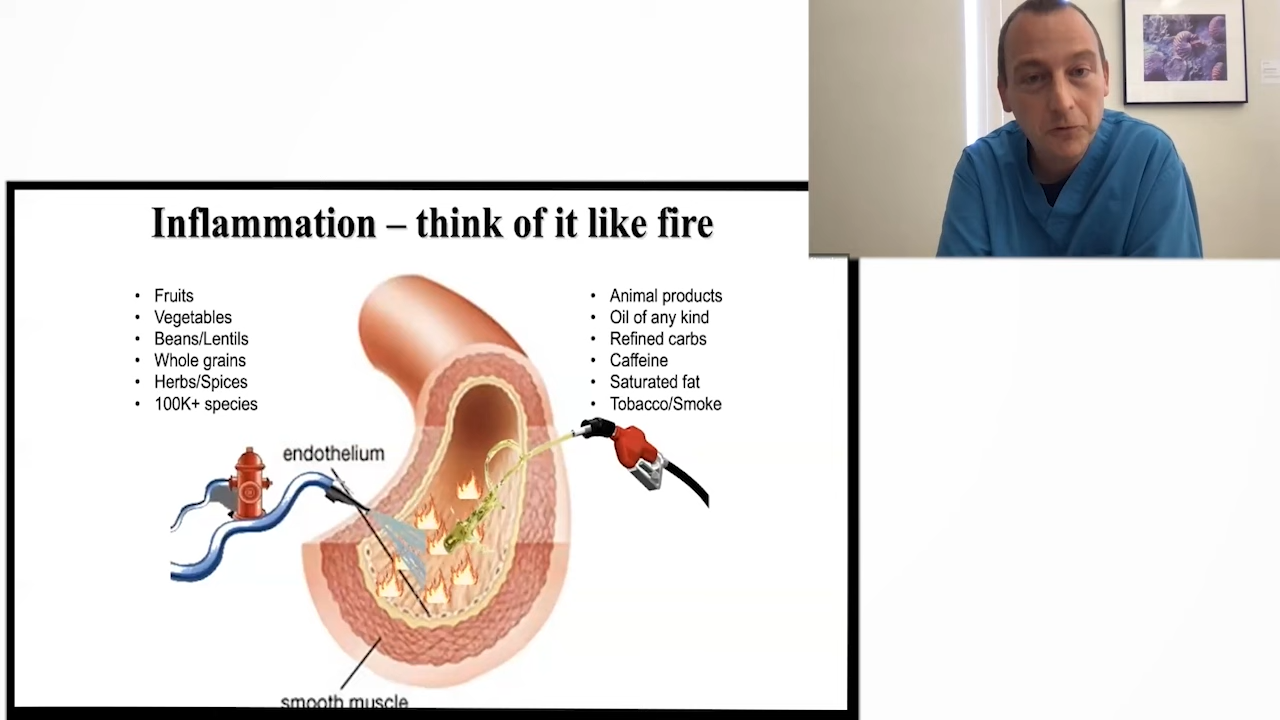 Inflammation – think of it like fire
• Fruits
• Vegetables
• Beans/Lentils
• Whole grains
• Herbs/Spices
• 100K+ species
• Animal products
• Oil of any kind
• Refined carbs
• Caffeine
• Saturated fat
• Tobacco/Smoke
endothelium
smooth muscle